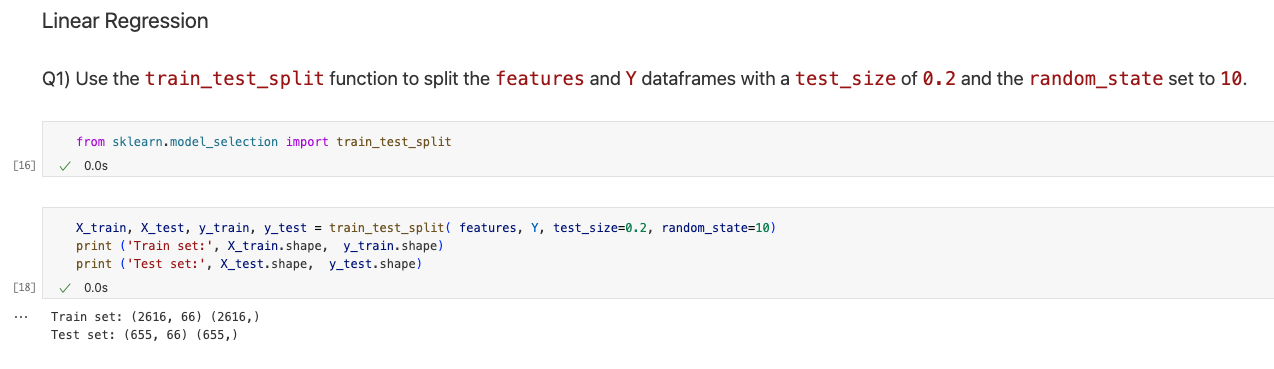 Linear Regression
Q1) Use the train_test_split function to split the features and Y dataframes with a test_size of 0.2 and the random_state set to 10.
from sklearn.model_selection import train_test_split
[16]
✓ 0.0s
X_train, X_test, y_train, y_test = train_test_split( features, Y, test_size=0.2, random_state=10)
print ('Train set:', X_train.shape,  y_train.shape)
print ('Test set:', X_test.shape,  y_test.shape)
[18]
✓ 0.0s
... Train set: (2616, 66) (2616,)
Test set: (655, 66) (655,)